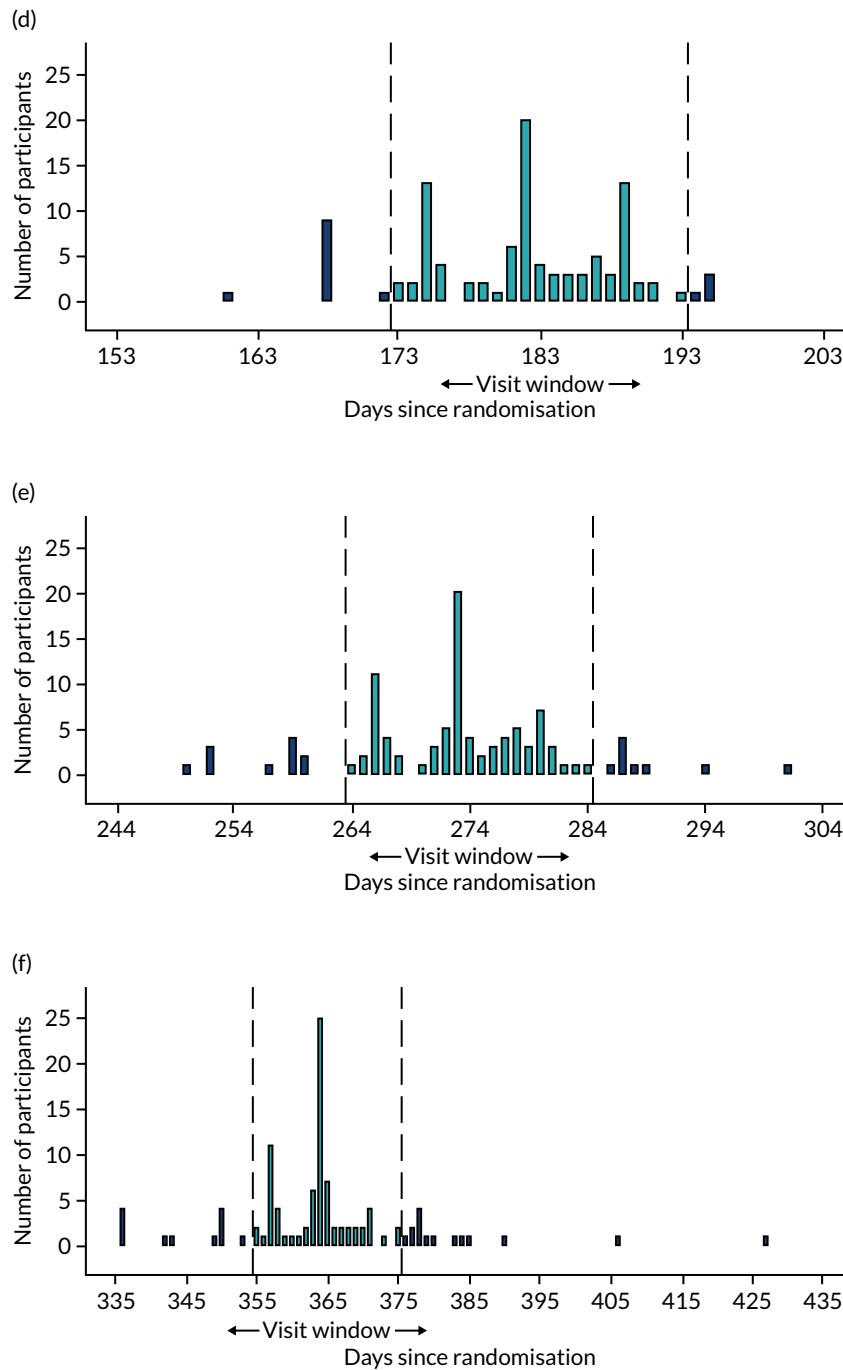 (d)
Number of participants
25
20
15
10
5
0
153 163 173 183 193 203
Visit window
Days since randomisation
(e)
Number of participants
25
20
15
10
5
0
244 254 264 274 284 294 304
Visit window
Days since randomisation
(f)
Number of participants
25
20
15
10
5
0
335 345 355 365 375 385 395 405 415 425 435
Visit window
Days since randomisation